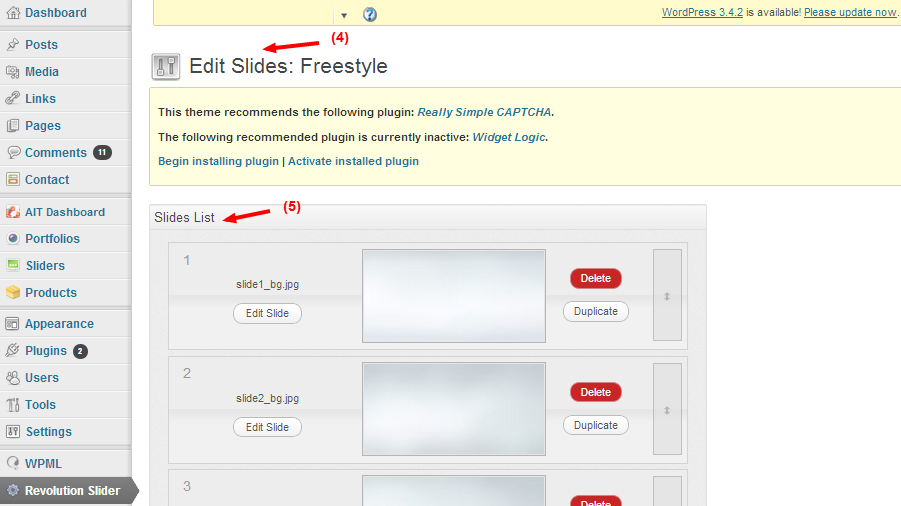 Dashboard
Posts
Media
Links
Pages
Comments 11
Contact
AIT Dashboard
Portfolios
Sliders
Products
Appearance
Plugins 2
Users
Tools
Settings
WPML
Revolution Slider
?
WordPress 3.4.2 is available! Please update now.
(4)
Edit Slides: Freestyle
This theme recommends the following plugin: Really Simple CAPTCHA.
The following recommended plugin is currently inactive: Widget Logic.
Begin installing plugin | Activate installed plugin
(5)
Slides List
1
slide1_bg.jpg
Edit Slide
Delete
Duplicate
2
slide2_bg.jpg
Edit Slide
Delete
Duplicate
3
Delete